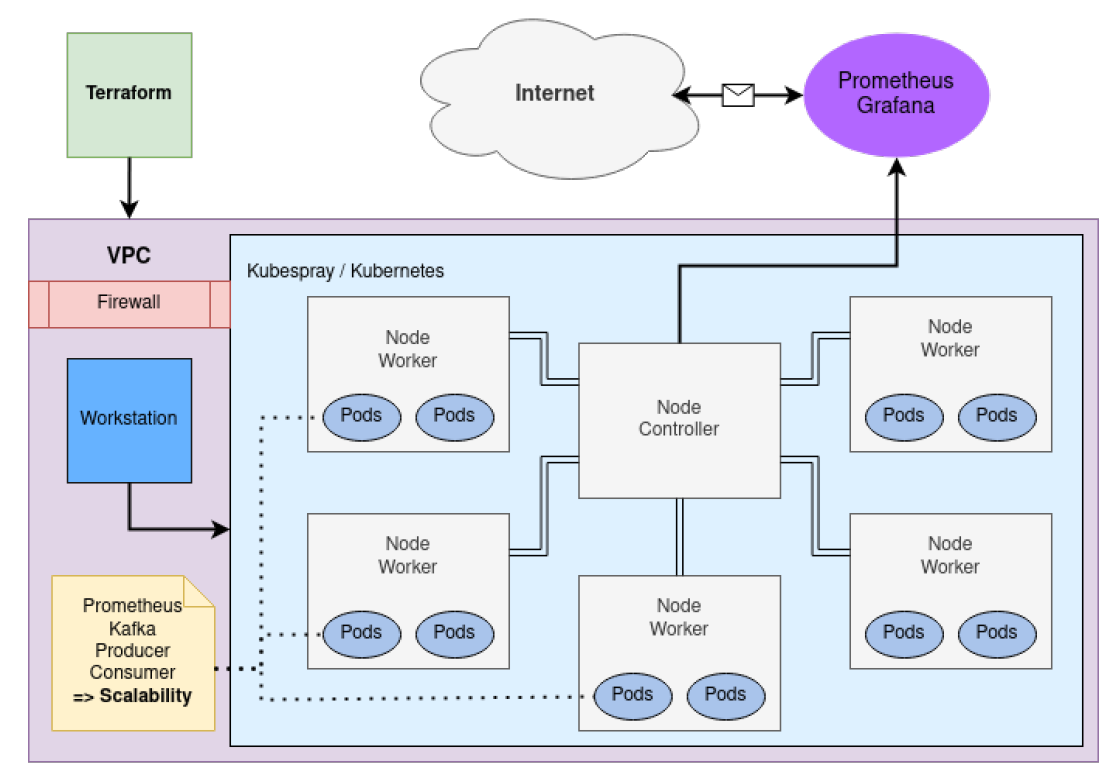 Terraform
Internet
Prometheus
Grafana
VPC
Firewall
Workstation
Prometheus
Kafka
Producer
Consumer
=> Scalability
Kubespray / Kubernetes
Node
Worker
Pods
Pods
Node
Controller
Node
Worker
Pods
Pods
Node
Worker
Pods
Pods
Node
Worker
Pods
Pods
Node
Worker
Pods
Pods